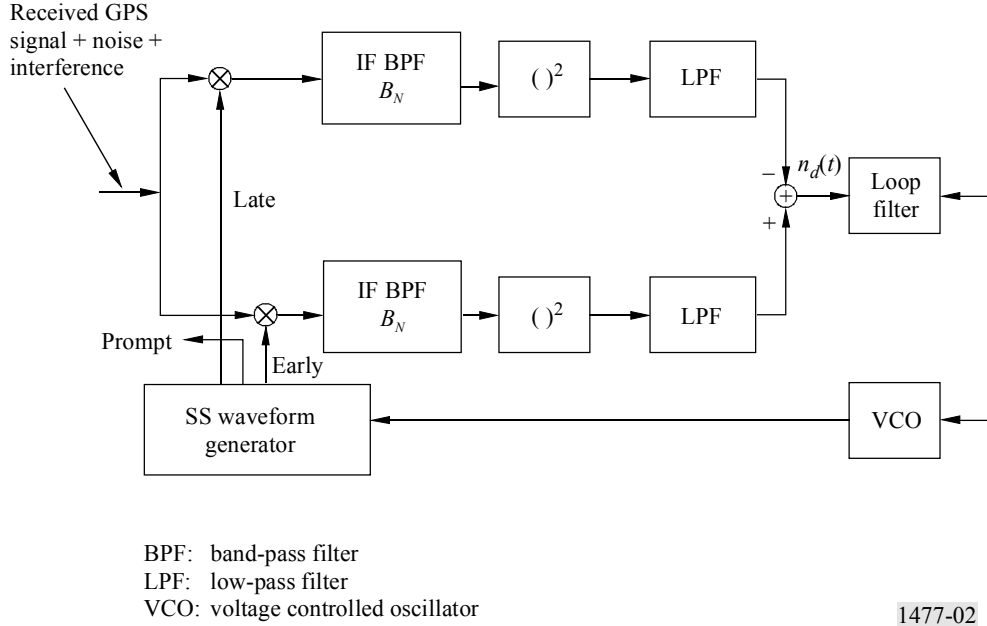 Received GPS
signal + noise +
interference
IF BPF
B_N
( )²
LPF
Late
−
n_d(t)
+
+
Loop
filter
IF BPF
B_N
( )²
LPF
Prompt
Early
SS waveform
generator
VCO
BPF: band-pass filter
LPF: low-pass filter
VCO: voltage controlled oscillator
1477-02